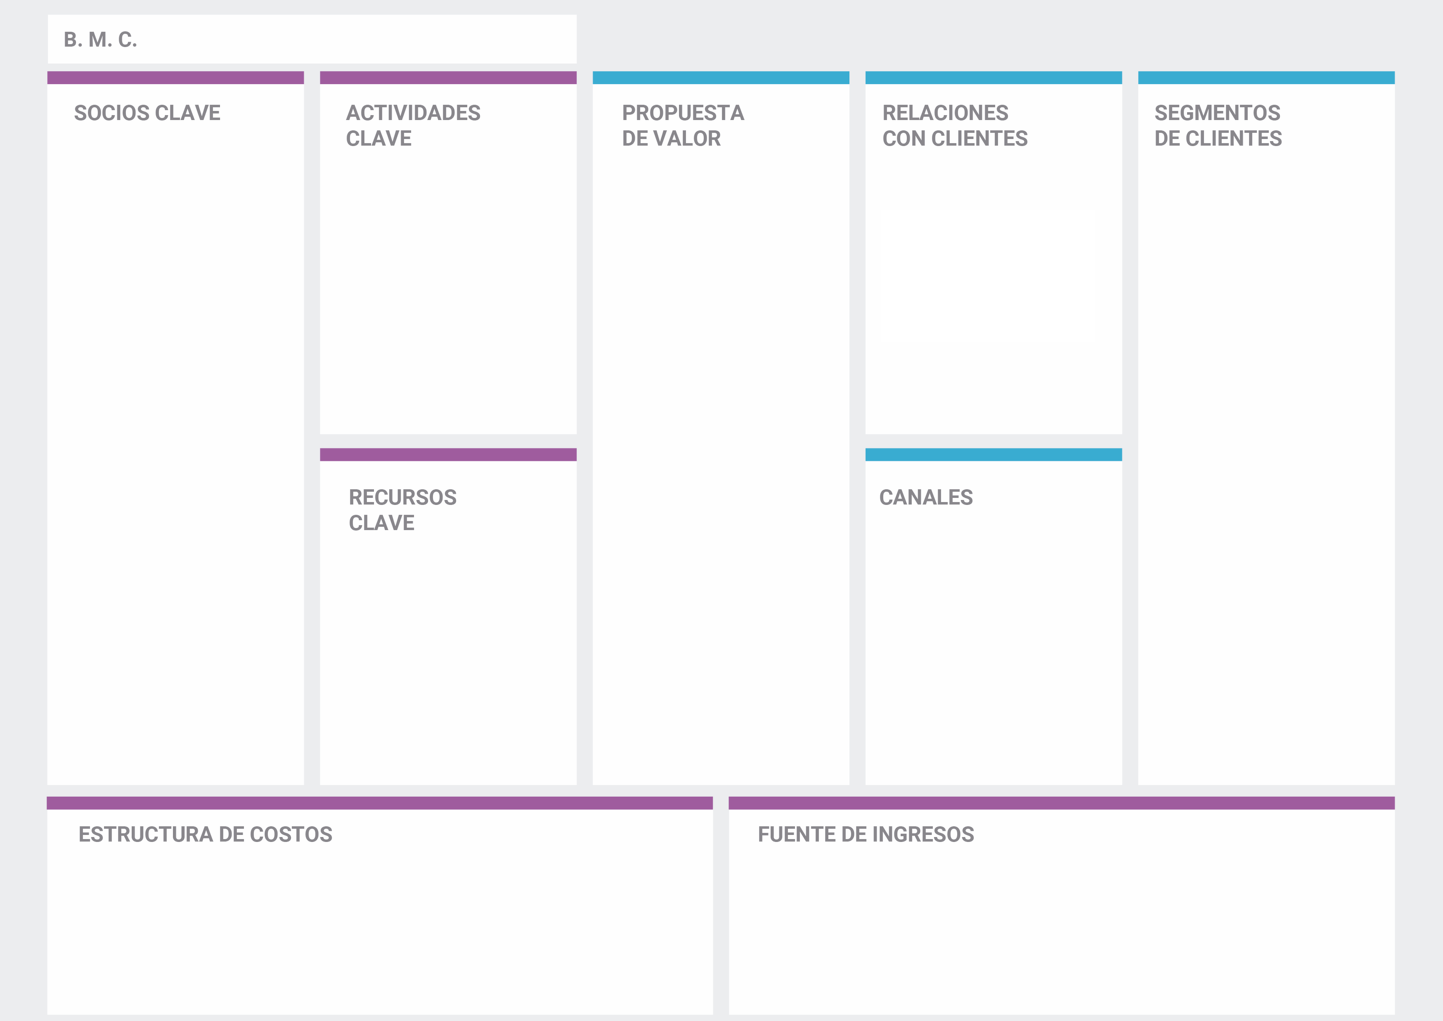 B. M. C.
SOCIOS CLAVE
ACTIVIDADES
CLAVE
RECURSOS
CLAVE
PROPUESTA
DE VALOR
RELACIONES
CON CLIENTES
CANALES
SEGMENTOS
DE CLIENTES
ESTRUCTURA DE COSTOS
FUENTE DE INGRESOS